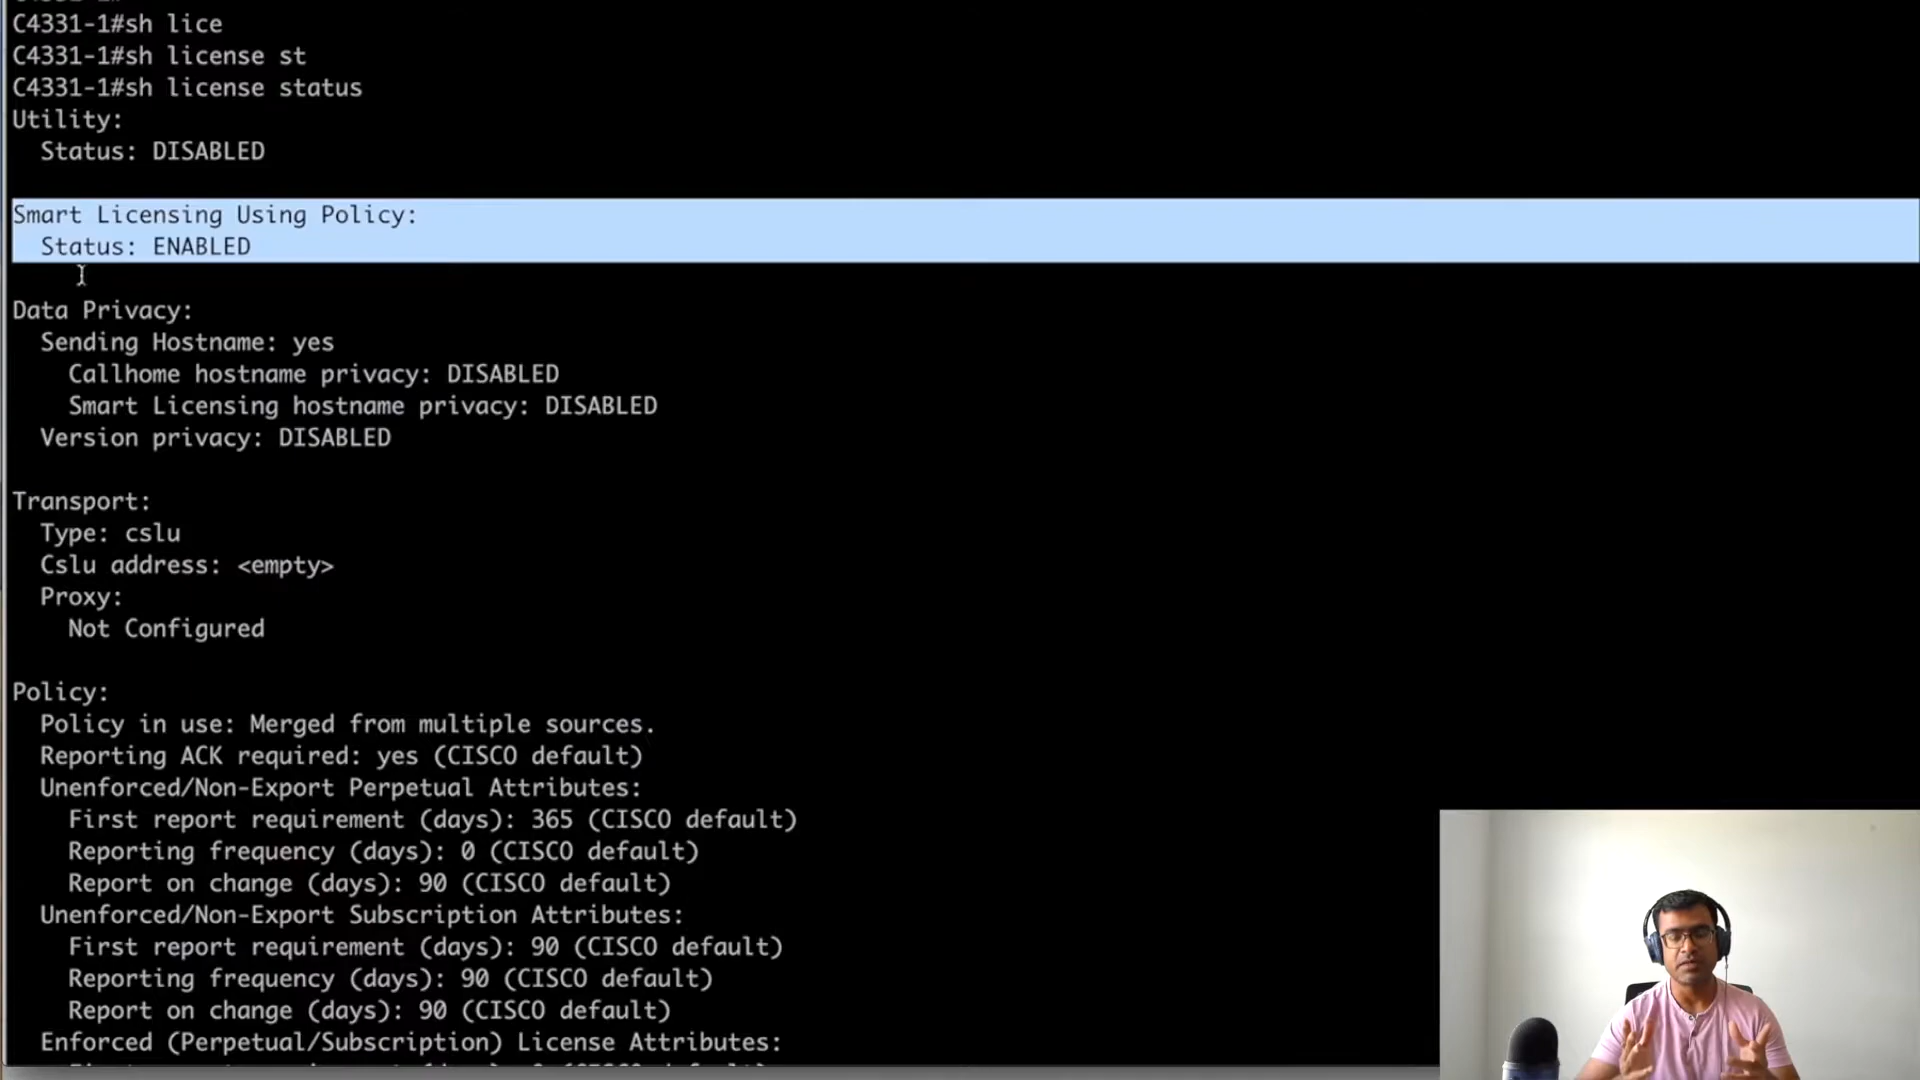 C4331-1#sh lice
C4331-1#sh license st
C4331-1#sh license status
Utility:
Status: DISABLED
Smart Licensing Using Policy:
Status: ENABLED
Data Privacy:
Sending Hostname: yes
Callhome hostname privacy: DISABLED
Smart Licensing hostname privacy: DISABLED
Version privacy: DISABLED
Transport:
Type: cslu
Cslu address: <empty>
Proxy:
Not Configured
Policy:
Policy in use: Merged from multiple sources.
Reporting ACK required: yes (CISCO default)
Unenforced/Non-Export Perpetual Attributes:
First report requirement (days): 365 (CISCO default)
Reporting frequency (days): 0 (CISCO default)
Report on change (days): 90 (CISCO default)
Unenforced/Non-Export Subscription Attributes:
First report requirement (days): 90 (CISCO default)
Reporting frequency (days): 90 (CISCO default)
Report on change (days): 90 (CISCO default)
Enforced (Perpetual/Subscription) License Attributes: